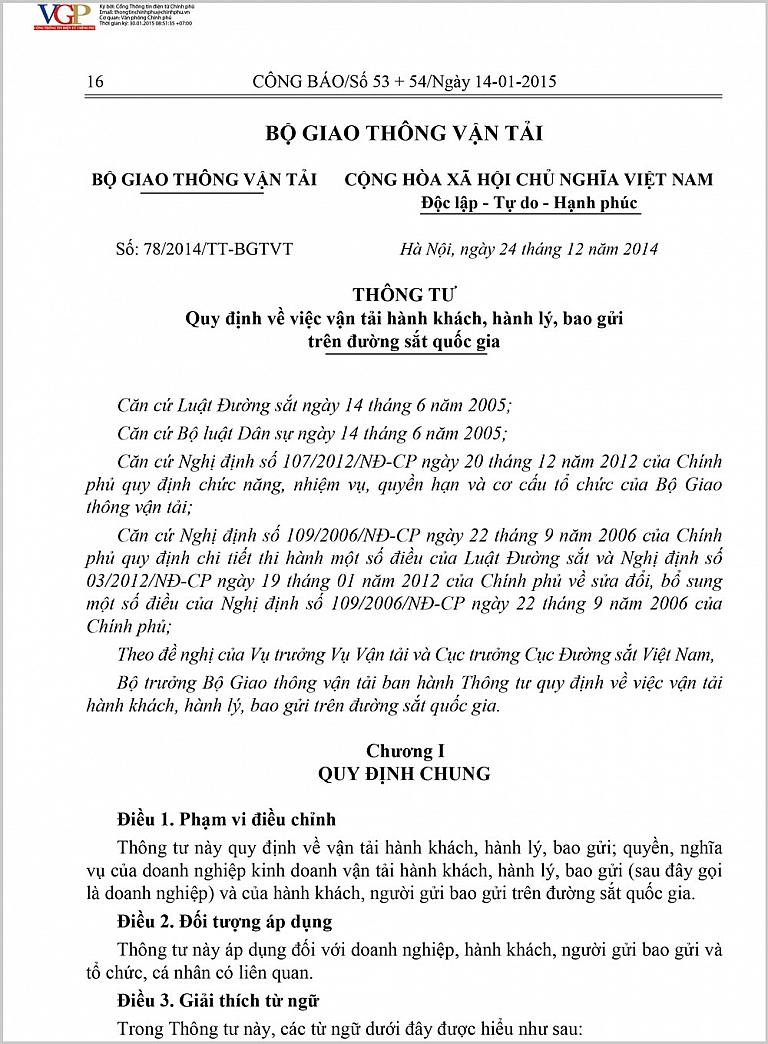 VGP
CỔNG THÔNG TIN ĐIỆN TỬ CHÍNH PHỦ
Ký bởi: Cổng Thông tin điện tử Chính phủ
Email: thongtinchinhphu@chinhphu.vn
Cơ quan: Văn phòng Chính phủ
Thời gian ký: 30.01.2015 08:51:35 +07:00
16
CÔNG BÁO/Số 53 + 54/Ngày 14-01-2015
BỘ GIAO THÔNG VẬN TẢI
BỘ GIAO THÔNG VẬN TẢI
CỘNG HÒA XÃ HỘI CHỦ NGHĨA VIỆT NAM
Độc lập - Tự do - Hạnh phúc
Số: 78/2014/TT-BGTVT
Hà Nội, ngày 24 tháng 12 năm 2014
THÔNG TƯ
Quy định về việc vận tải hành khách, hành lý, bao gửi
trên đường sắt quốc gia
Căn cứ Luật Đường sắt ngày 14 tháng 6 năm 2005;
Căn cứ Bộ luật Dân sự ngày 14 tháng 6 năm 2005;
Căn cứ Nghị định số 107/2012/NĐ-CP ngày 20 tháng 12 năm 2012 của Chính
phủ quy định chức năng, nhiệm vụ, quyền hạn và cơ cấu tổ chức của Bộ Giao
thông vận tải;
Căn cứ Nghị định số 109/2006/NĐ-CP ngày 22 tháng 9 năm 2006 của Chính
phủ quy định chi tiết thi hành một số điều của Luật Đường sắt và Nghị định số
03/2012/NĐ-CP ngày 19 tháng 01 năm 2012 của Chính phủ về sửa đổi, bổ sung
một số điều của Nghị định số 109/2006/NĐ-CP ngày 22 tháng 9 năm 2006 của
Chính phủ;
Theo đề nghị của Vụ trưởng Vụ Vận tải và Cục trưởng Cục Đường sắt Việt Nam,
Bộ trưởng Bộ Giao thông vận tải ban hành Thông tư quy định về việc vận tải
hành khách, hành lý, bao gửi trên đường sắt quốc gia.
Chương I
QUY ĐỊNH CHUNG
Điều 1. Phạm vi điều chỉnh
Thông tư này quy định về vận tải hành khách, hành lý, bao gửi; quyền, nghĩa
vụ của doanh nghiệp kinh doanh vận tải hành khách, hành lý, bao gửi (sau đây gọi
là doanh nghiệp) và của hành khách, người gửi bao gửi trên đường sắt quốc gia.
Điều 2. Đối tượng áp dụng
Thông tư này áp dụng đối với doanh nghiệp, hành khách, người gửi bao gửi và
tổ chức, cá nhân có liên quan.
Điều 3. Giải thích từ ngữ
Trong Thông tư này, các từ ngữ dưới đây được hiểu như sau: